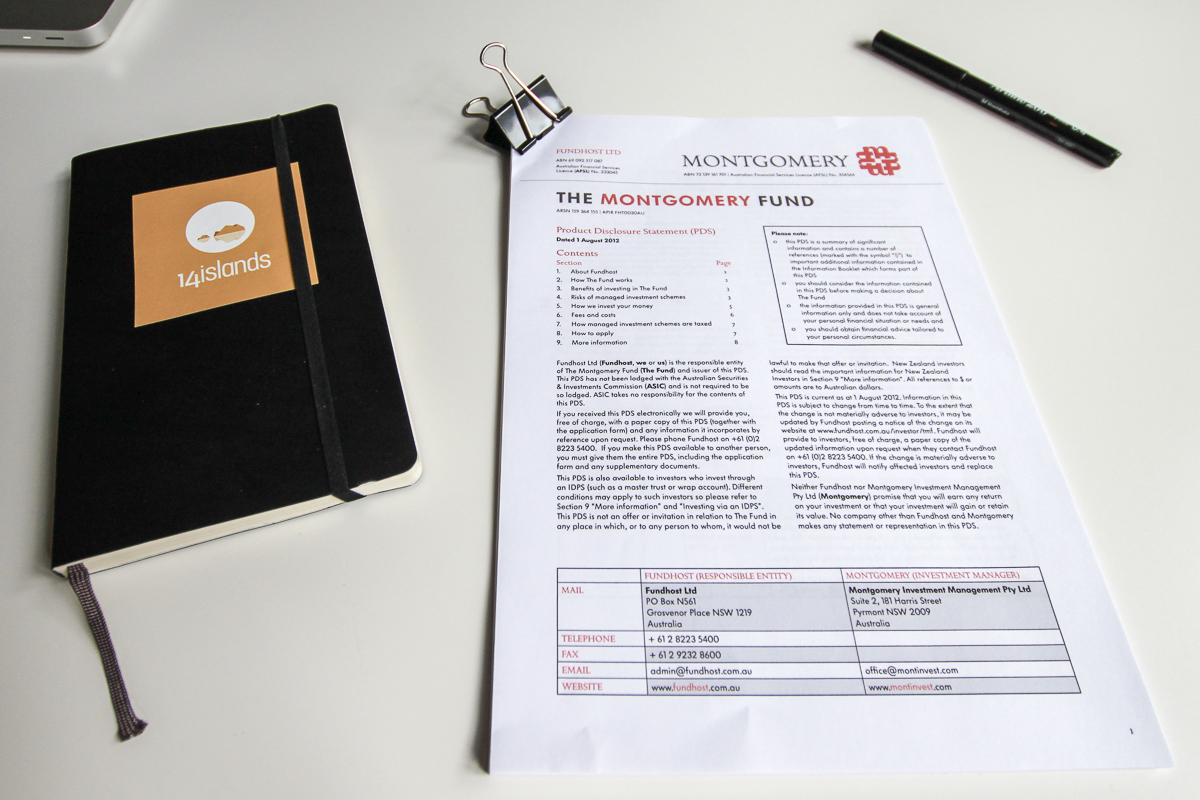 14islands
FUNDHOST LTD
ABN 69 092 517 087
Australian Financial Services
Licence (AFSL) No. 233045
MONTGOMERY
ABN 73 139 161 701 | Australian Financial Services Licence (AFSL) No. 354564
THE MONTGOMERY FUND
ARSN 159 364 155 | APIR FHT0030AU
Product Disclosure Statement (PDS)
Dated 1 August 2012
Contents
Section Page
1. About Fundhost
2. How The Fund works
3. Benefits of investing in The Fund 3
4. Risks of managed investment schemes 3
5. How we invest your money 5
6. Fees and costs 6
7. How managed investment schemes are taxed 7
8. How to apply 7
9. More information 8
Please note:
o this PDS is a summary of significant
information and contains a number of
references (marked with the symbol "!") to
important additional information contained in
the Information Booklet which forms part of
this PDS
o you should consider the information contained
in this PDS before making a decision about
The Fund
o the information provided in this PDS is general
information only and does not take account of
your personal financial situation or needs and
o you should obtain financial advice tailored to
your personal circumstances.
Fundhost Ltd (Fundhost, we or us) is the responsible entity
of The Montgomery Fund (The Fund) and issuer of this PDS.
This PDS has not been lodged with the Australian Securities
& Investments Commission (ASIC) and is not required to be
so lodged. ASIC takes no responsibility for the contents of
this PDS.
If you received this PDS electronically we will provide you,
free of charge, with a paper copy of this PDS (together with
the application form) and any information it incorporates by
reference upon request. Please phone Fundhost on +61 (0)2
8223 5400. If you make this PDS available to another person,
you must give them the entire PDS, including the application
form and any supplementary documents.
This PDS is also available to investors who invest through
an IDPS (such as a master trust or wrap account). Different
conditions may apply to such investors so please refer to
Section 9 "More information" and "Investing via an IDPS".
This PDS is not an offer or invitation in relation to The Fund in
any place in which, or to any person to whom, it would not be
lawful to make that offer or invitation. New Zealand investors
should read the important information for New Zealand
Investors in Section 9 "More information". All references to $ or
amounts are to Australian dollars.
This PDS is current as at 1 August 2012. Information in this
PDS is subject to change from time to time. To the extent that
the change is not materially adverse to investors, it may be
updated by Fundhost posting a notice of the change on its
website at www.fundhost.com.au/investor/tmf. Fundhost will
provide to investors, free of charge, a paper copy of the
updated information upon request when they contact Fundhost
on +61 (0)2 8223 5400. If the change is materially adverse to
investors, Fundhost will notify affected investors and replace
this PDS.
Neither Fundhost nor Montgomery Investment Management
Pty Ltd (Montgomery) promise that you will earn any return
on your investment or that your investment will gain or retain
its value. No company other than Fundhost and Montgomery
makes any statement or representation in this PDS.
FUNDHOST (RESPONSIBLE ENTITY) MONTGOMERY (INVESTMENT MANAGER)
MAIL Fundhost Ltd Montgomery Investment Management Pty Ltd
PO Box N561 Suite 2, 181 Harris Street
Grosvenor Place NSW 1219 Pyrmont NSW 2009
Australia Australia
TELEPHONE + 61 2 8223 5400
FAX + 61 2 9232 8600
EMAIL admin@fundhost.com.au office@montinvest.com
WEBSITE www.fundhost.com.au www.montinvest.com
1